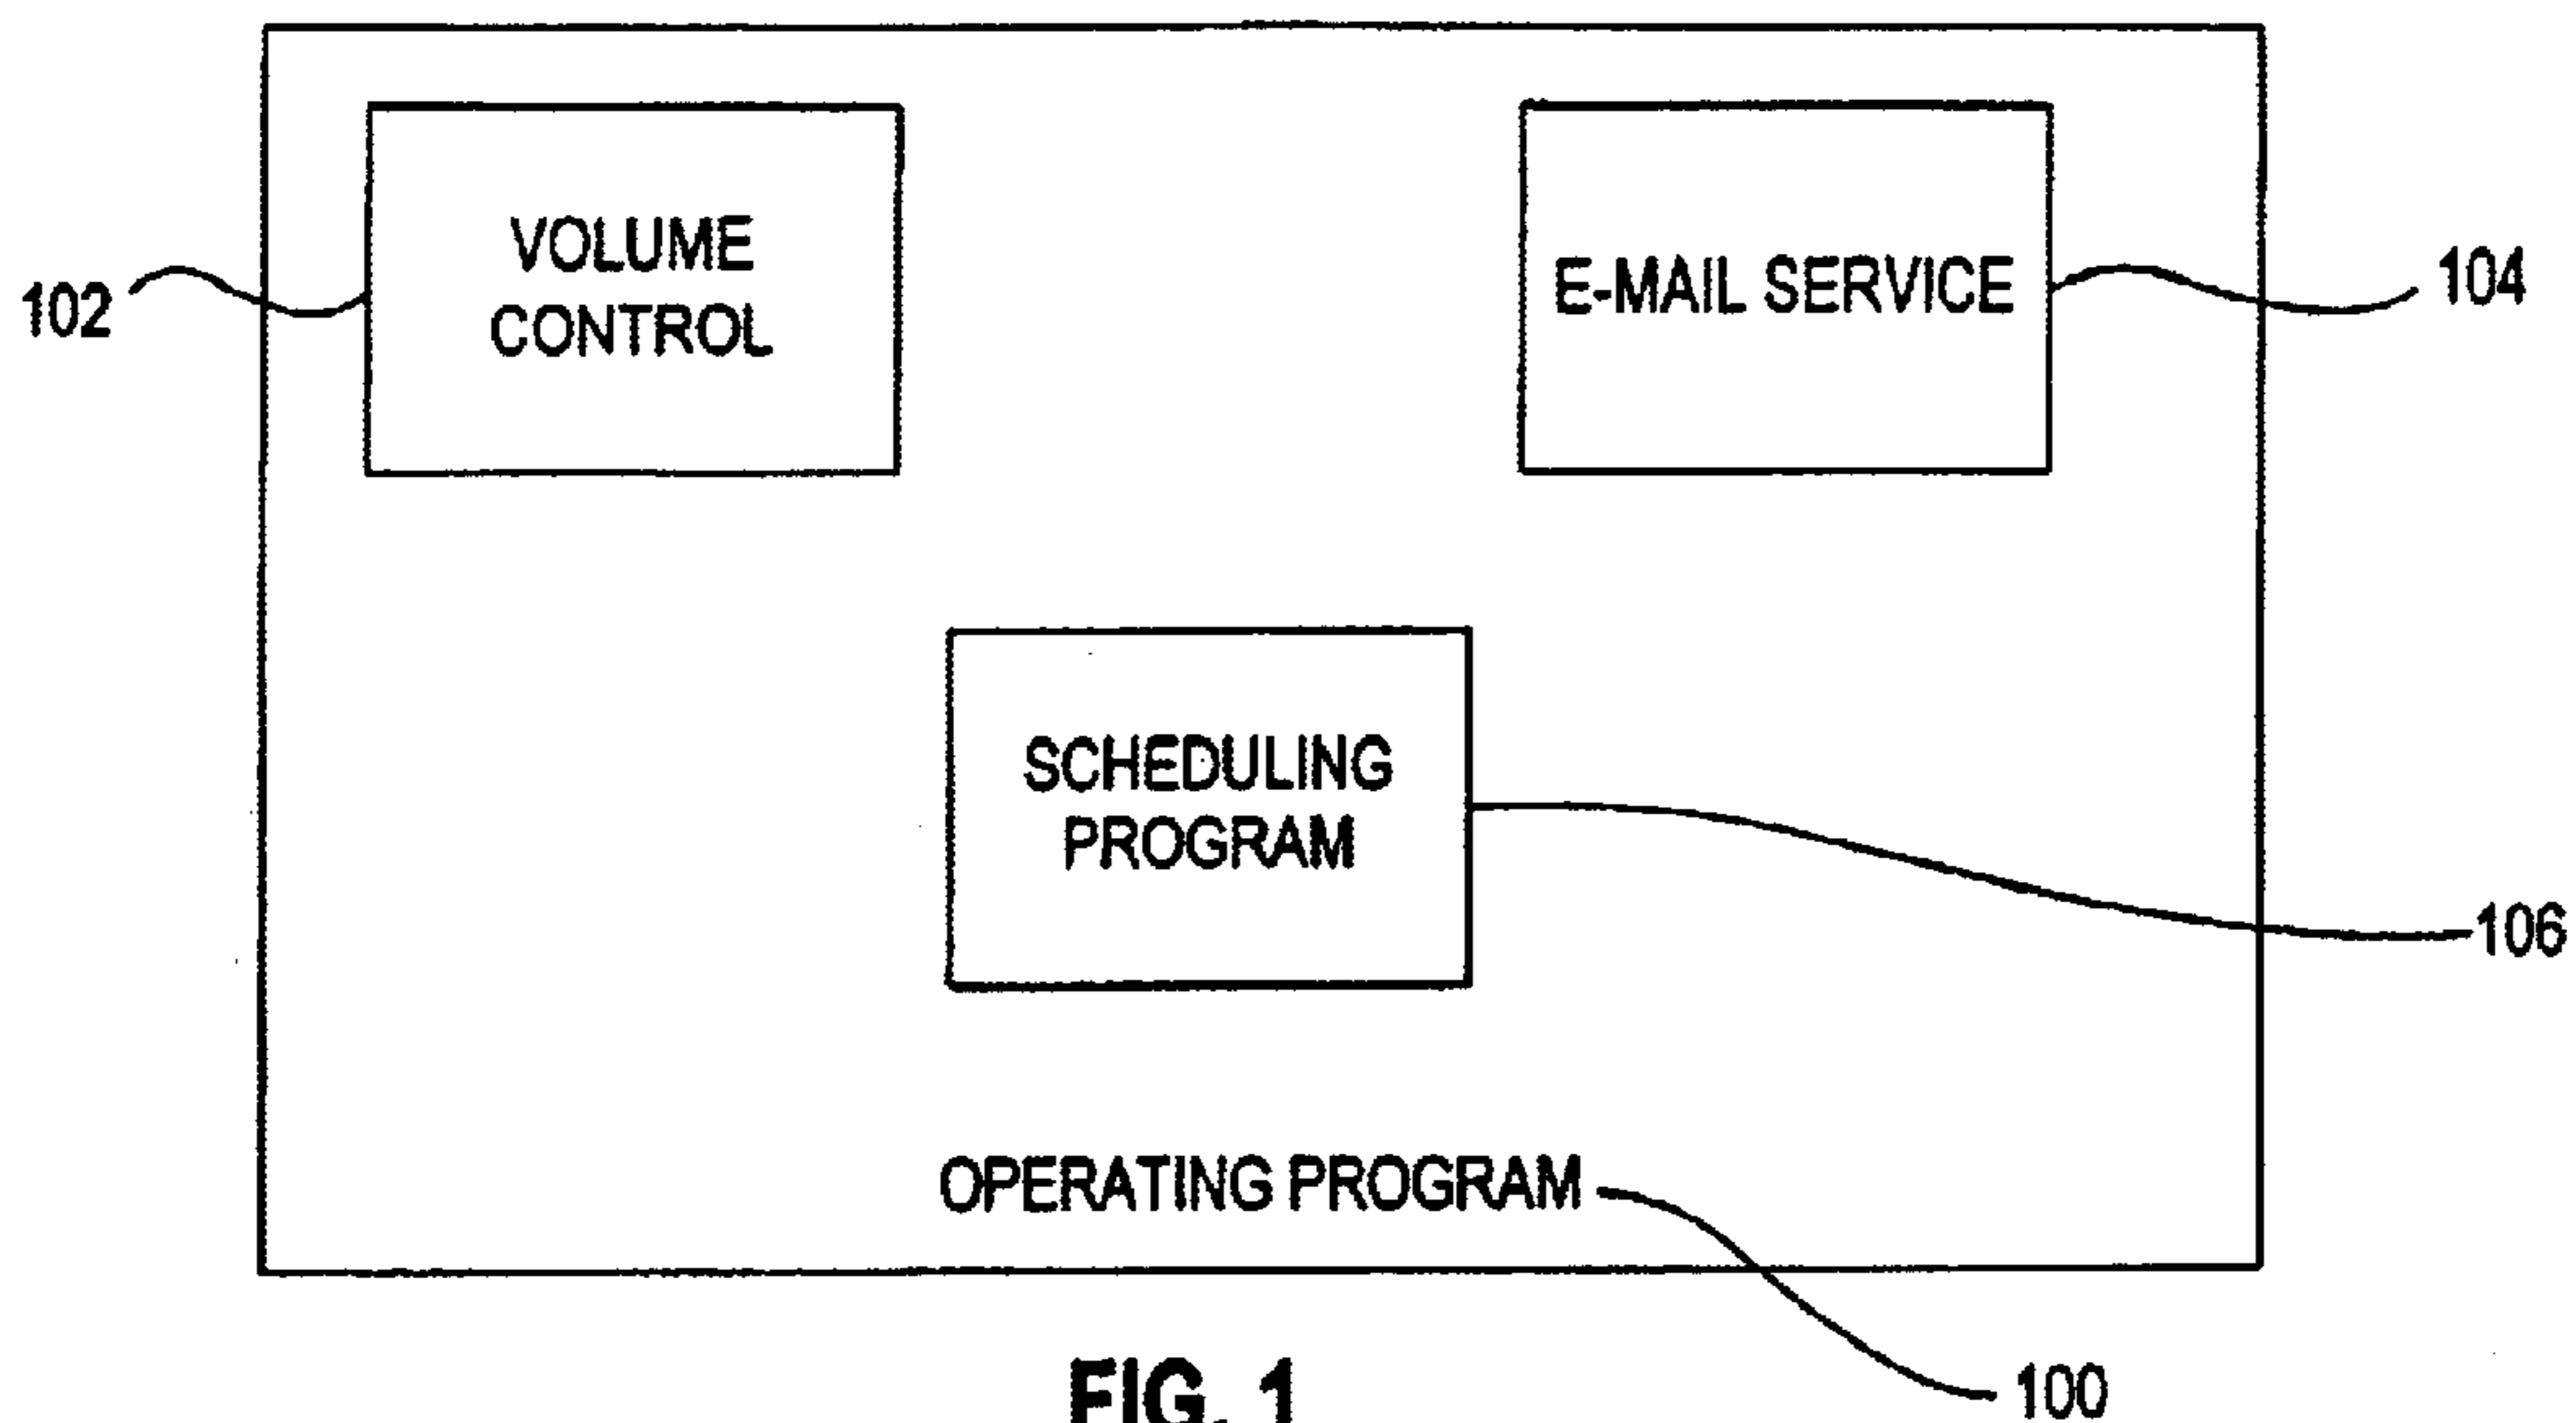 VOLUME
CONTROL
102
E-MAIL SERVICE
104
SCHEDULING
PROGRAM
106
OPERATING PROGRAM
100
FIG. 1